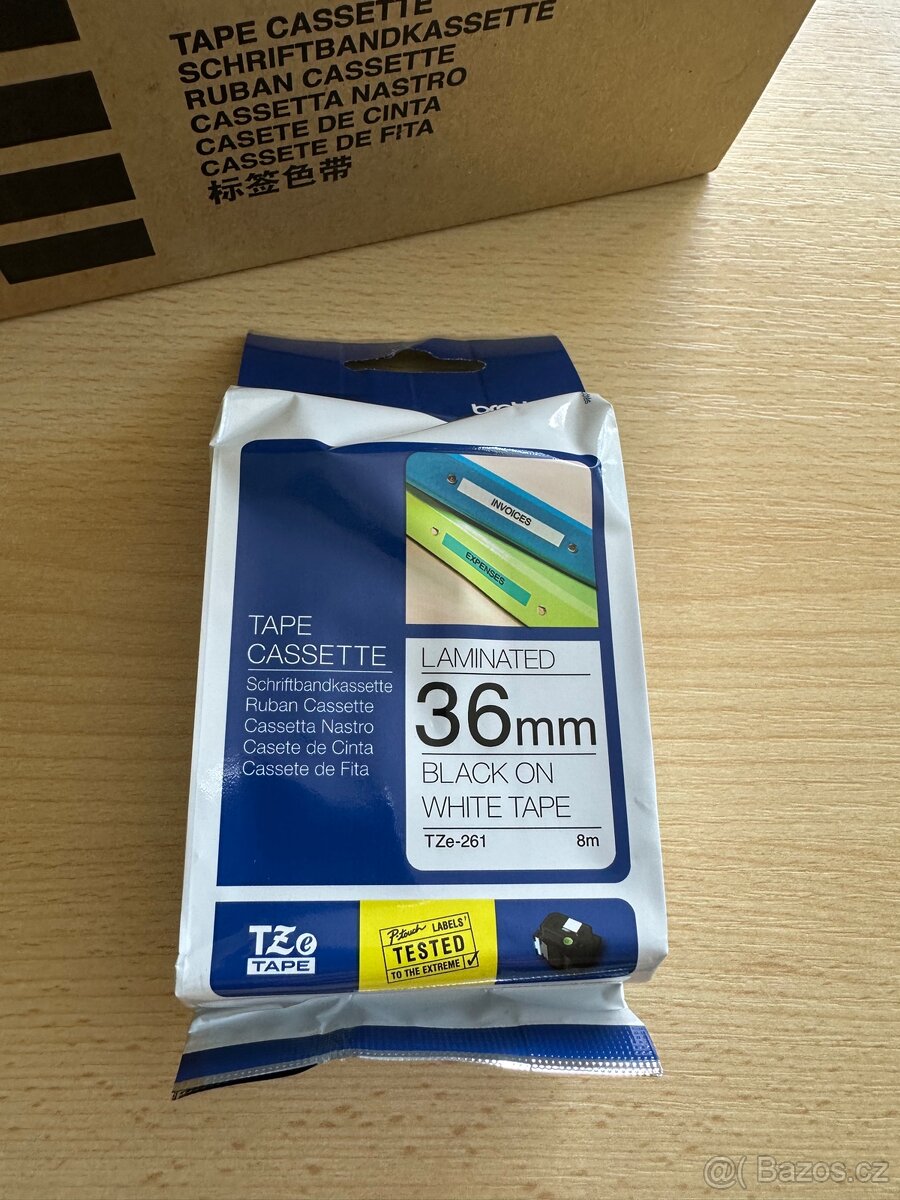 TAPE CASSETTE
SCHRIFTBANDKASSETTE
RUBAN CASSETTE
CASSETTA NASTRO
CASETE DE CINTA
CASSETE DE FITA
标签色带
INVOICES
EXPENSES
TAPE
CASSETTE
Schriftbandkassette
Ruban Cassette
Cassetta Nastro
Casete de Cinta
Cassete de Fita
LAMINATED
36mm
BLACK ON
WHITE TAPE
TZe-261 8m
TZe
TAPE
P-touch LABELS'
TESTED
TO THE EXTREME
@( Bazos.cz